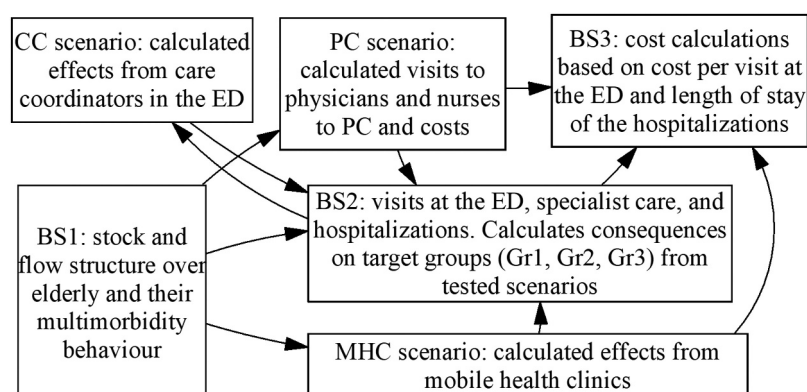 CC scenario: calculated
effects from care
coordinators in the ED
PC scenario:
calculated visits to
physicians and nurses
to PC and costs
BS3: cost calculations
based on cost per visit at
the ED and length of stay
of the hospitalizations
BS1: stock and
flow structure over
elderly and their
multimorbidity
behaviour
BS2: visits at the ED, specialist care, and
hospitalizations. Calculates consequences
on target groups (Gr1, Gr2, Gr3) from
tested scenarios
MHC scenario: calculated effects from
mobile health clinics